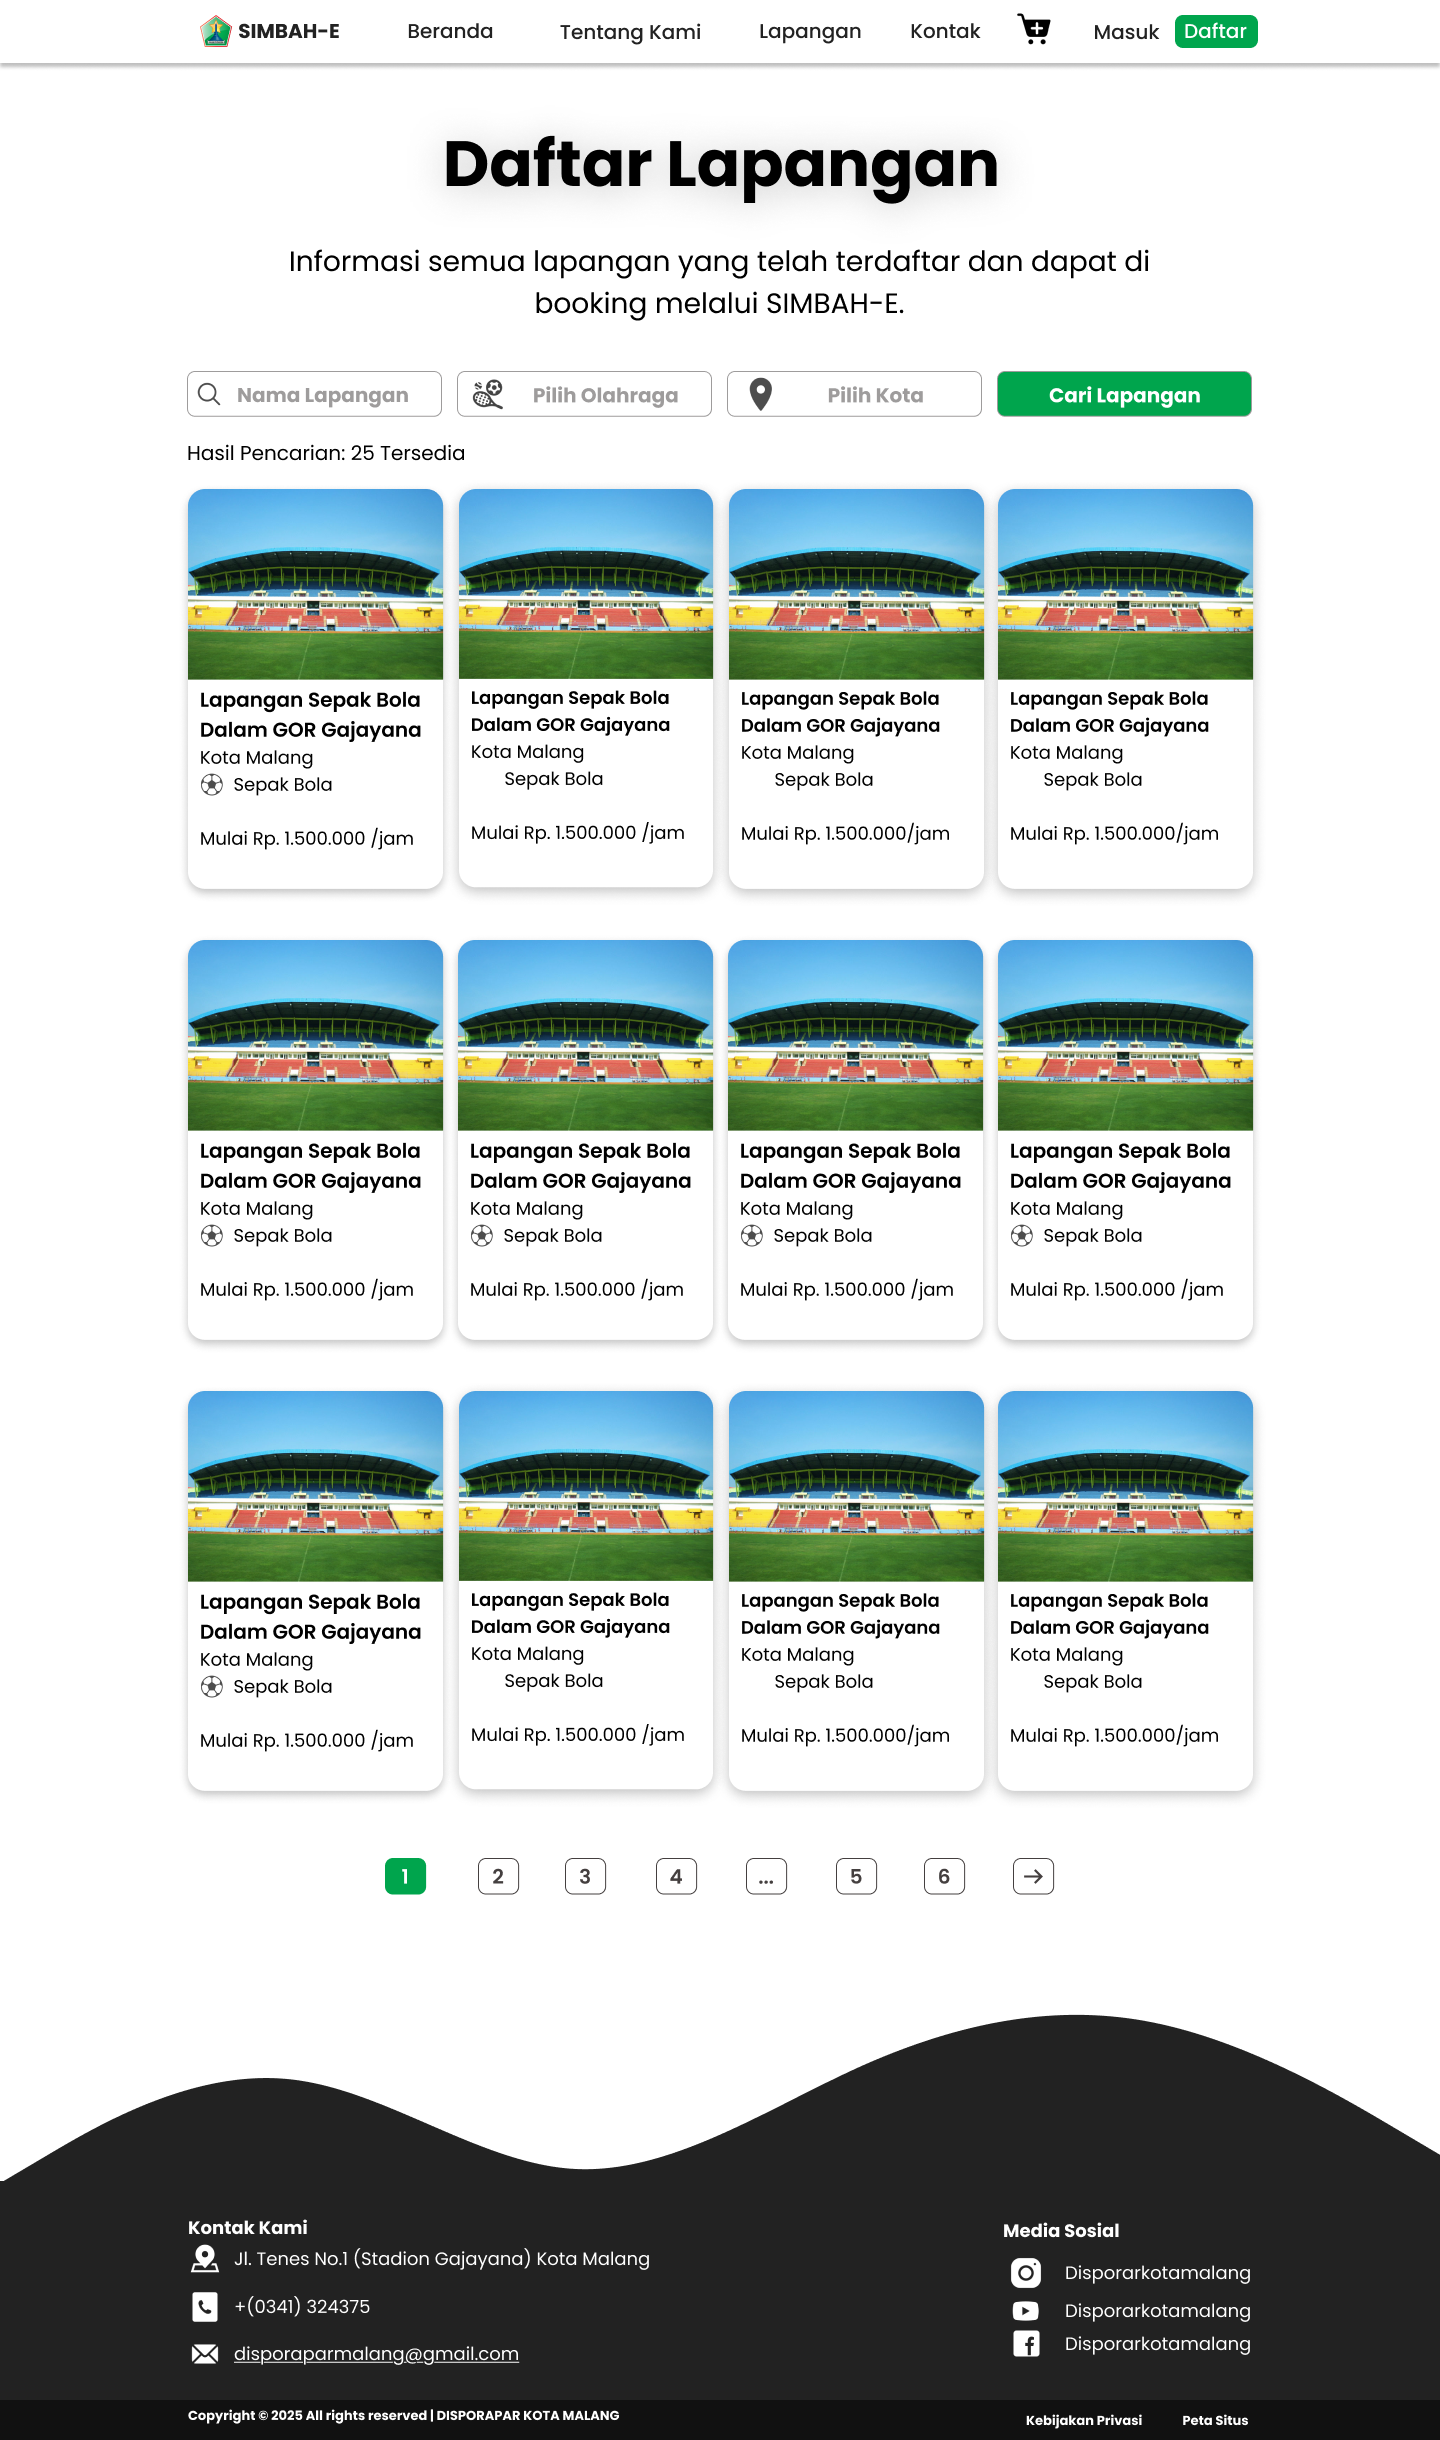 SIMBAH-E
Beranda
Tentang Kami
Lapangan
Kontak
Masuk
Daftar
Daftar Lapangan
Informasi semua lapangan yang telah terdaftar dan dapat di
booking melalui SIMBAH-E.
Nama Lapangan
Pilih Olahraga
Pilih Kota
Cari Lapangan
Hasil Pencarian: 25 Tersedia
Lapangan Sepak Bola
Dalam GOR Gajayana
Kota Malang
Sepak Bola
Mulai Rp. 1.500.000 /jam
Lapangan Sepak Bola
Dalam GOR Gajayana
Kota Malang
Sepak Bola
Mulai Rp. 1.500.000 /jam
Lapangan Sepak Bola
Dalam GOR Gajayana
Kota Malang
Sepak Bola
Mulai Rp. 1.500.000/jam
Lapangan Sepak Bola
Dalam GOR Gajayana
Kota Malang
Sepak Bola
Mulai Rp. 1.500.000/jam
Lapangan Sepak Bola
Dalam GOR Gajayana
Kota Malang
Sepak Bola
Mulai Rp. 1.500.000 /jam
Lapangan Sepak Bola
Dalam GOR Gajayana
Kota Malang
Sepak Bola
Mulai Rp. 1.500.000 /jam
Lapangan Sepak Bola
Dalam GOR Gajayana
Kota Malang
Sepak Bola
Mulai Rp. 1.500.000 /jam
Lapangan Sepak Bola
Dalam GOR Gajayana
Kota Malang
Sepak Bola
Mulai Rp. 1.500.000 /jam
Lapangan Sepak Bola
Dalam GOR Gajayana
Kota Malang
Sepak Bola
Mulai Rp. 1.500.000 /jam
Lapangan Sepak Bola
Dalam GOR Gajayana
Kota Malang
Sepak Bola
Mulai Rp. 1.500.000 /jam
Lapangan Sepak Bola
Dalam GOR Gajayana
Kota Malang
Sepak Bola
Mulai Rp. 1.500.000/jam
Lapangan Sepak Bola
Dalam GOR Gajayana
Kota Malang
Sepak Bola
Mulai Rp. 1.500.000/jam
1
2
3
4
...
5
6
→
Kontak Kami
Jl. Tenes No.1 (Stadion Gajayana) Kota Malang
+(0341) 324375
disporaparmalang@gmail.com
Media Sosial
Disporarkotamalang
Disporarkotamalang
Disporarkotamalang
Copyright © 2025 All rights reserved | DISPORAPAR KOTA MALANG
Kebijakan Privasi
Peta Situs